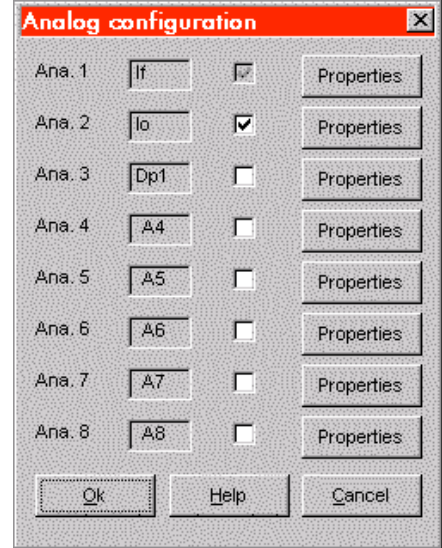 Analog configuration
Ana. 1 If Properties
Ana. 2 Io Properties
Ana. 3 Dp1 Properties
Ana. 4 A4 Properties
Ana. 5 A5 Properties
Ana. 6 A6 Properties
Ana. 7 A7 Properties
Ana. 8 A8 Properties
Ok Help Cancel